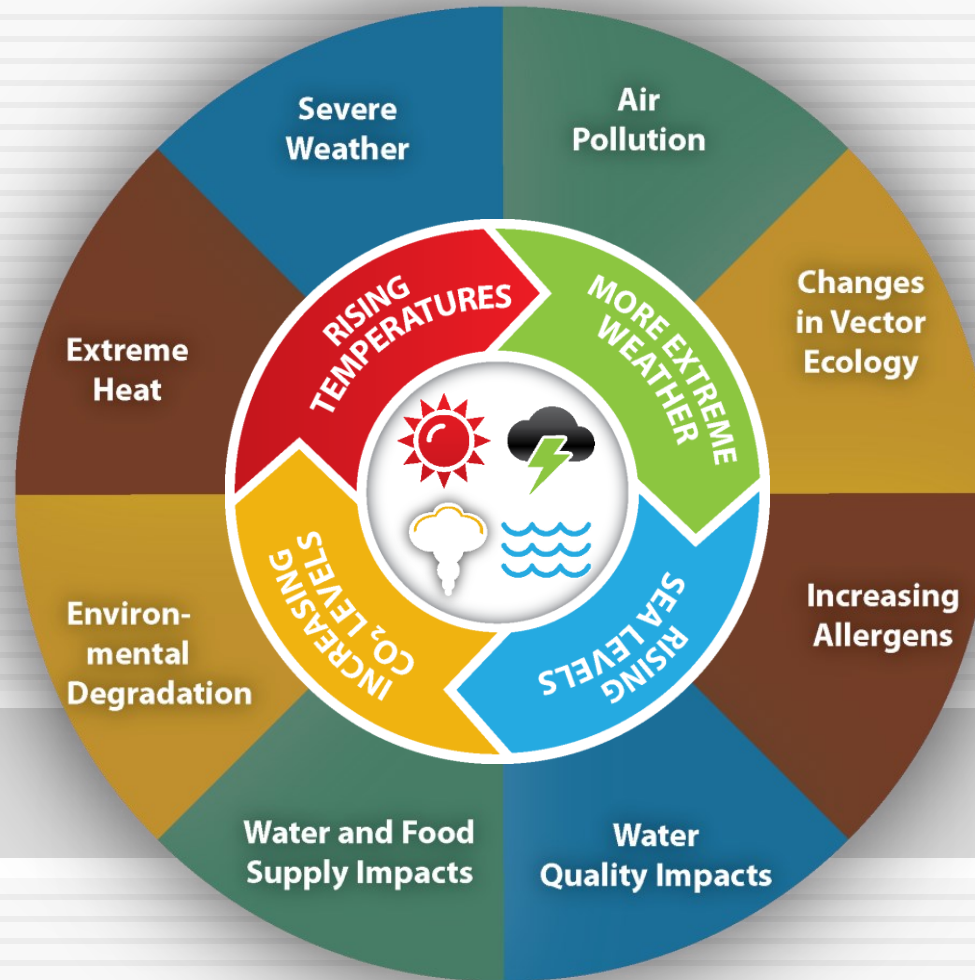 Severe
Weather
Air
Pollution
Changes
in Vector
Ecology
Increasing
Allergens
Water
Quality Impacts
Water and Food
Supply Impacts
Environ-
mental
Degradation
Extreme
Heat
RISING
TEMPERATURES
MORE EXTREME
WEATHER
RISING
SEA LEVELS
INCREASING
CO₂ LEVELS